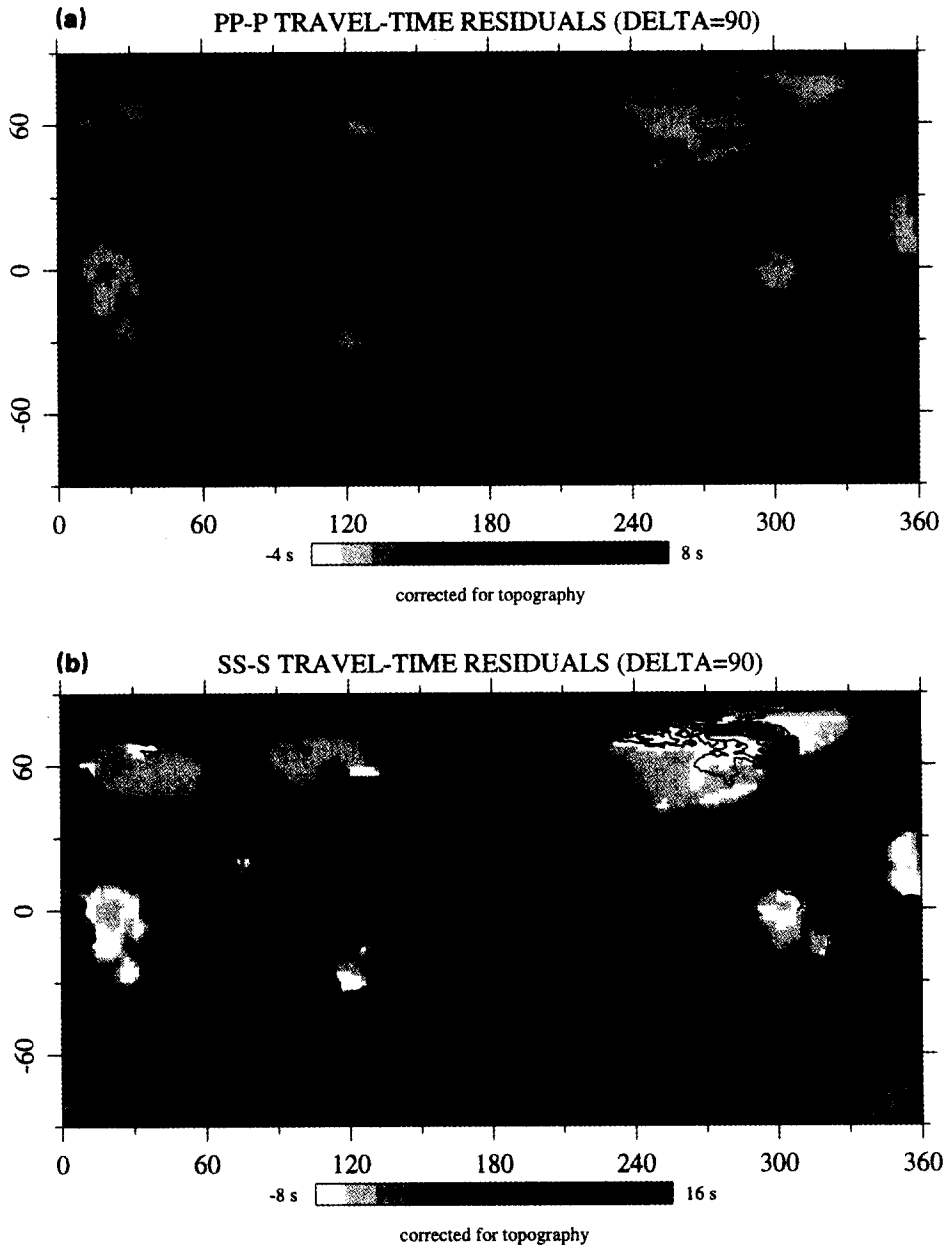 (a) PP-P TRAVEL-TIME RESIDUALS (DELTA=90)
60
0
-60
0 60 120 180 240 300 360
-4 s 8 s
corrected for topography
(b) SS-S TRAVEL-TIME RESIDUALS (DELTA=90)
60
0
-60
0 60 120 180 240 300 360
-8 s 16 s
corrected for topography